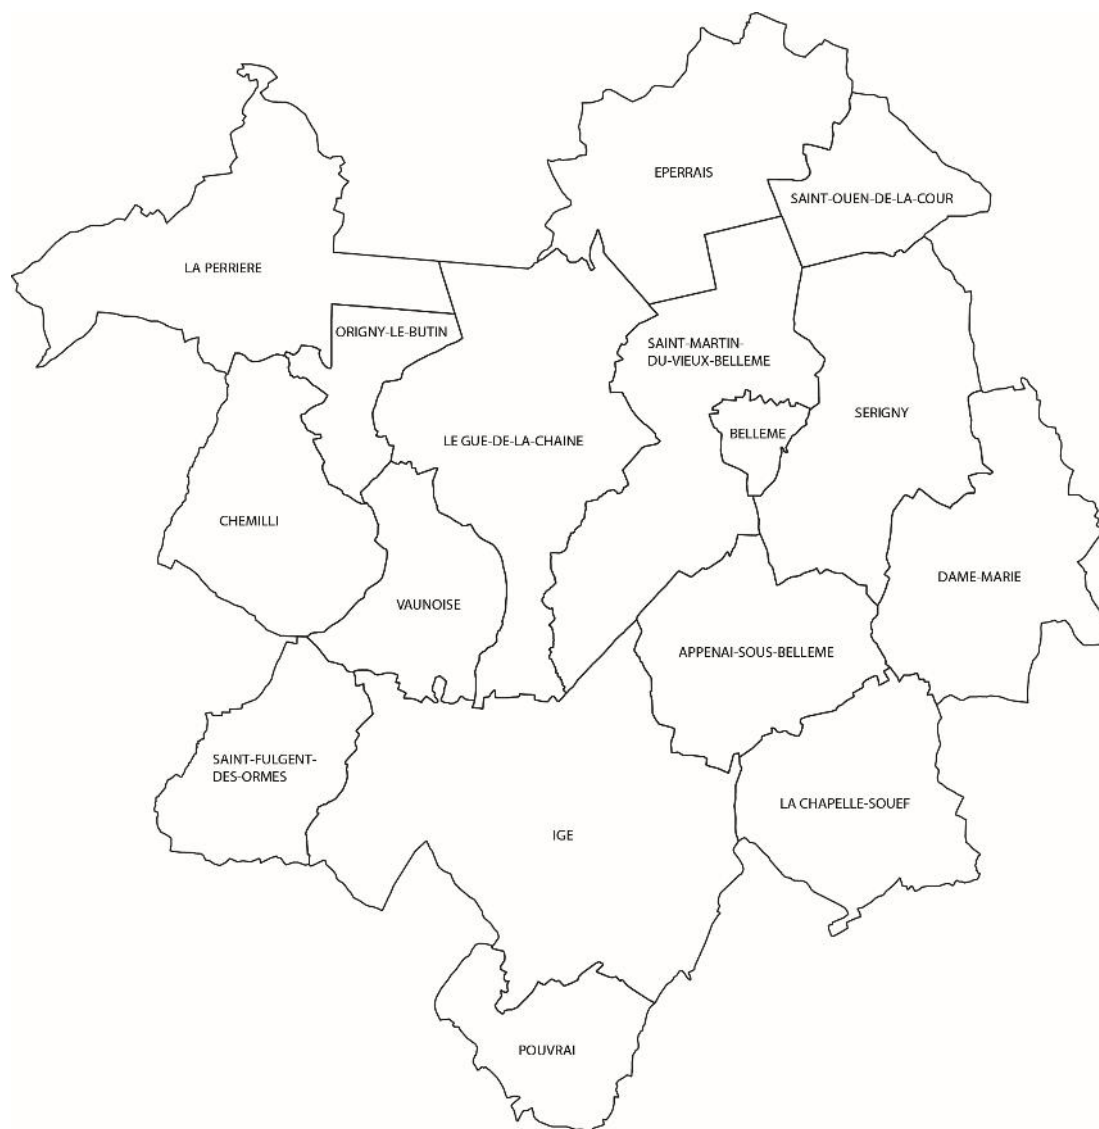 EPERRAIS
SAINT-OUEN-DE-LA-COUR
LA PERRIERE
ORIGNY-LE-BUTIN
SAINT-MARTIN-
DU-VIEUX-BELLEME
SERIGNY
BELLEME
LE GUE-DE-LA-CHAINE
CHEMILLI
DAME-MARIE
VAUNOISE
APPENAI-SOUS-BELLEME
SAINT-FULGENT-
DES-ORMES
LA CHAPELLE-SOUEF
IGE
POUVRAI